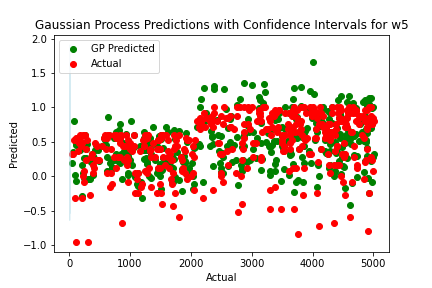 Gaussian Process Predictions with Confidence Intervals for w5
GP Predicted
Actual
2.0
1.5
1.0
0.5
0.0
−0.5
−1.0
Predicted
0 1000 2000 3000 4000 5000
Actual